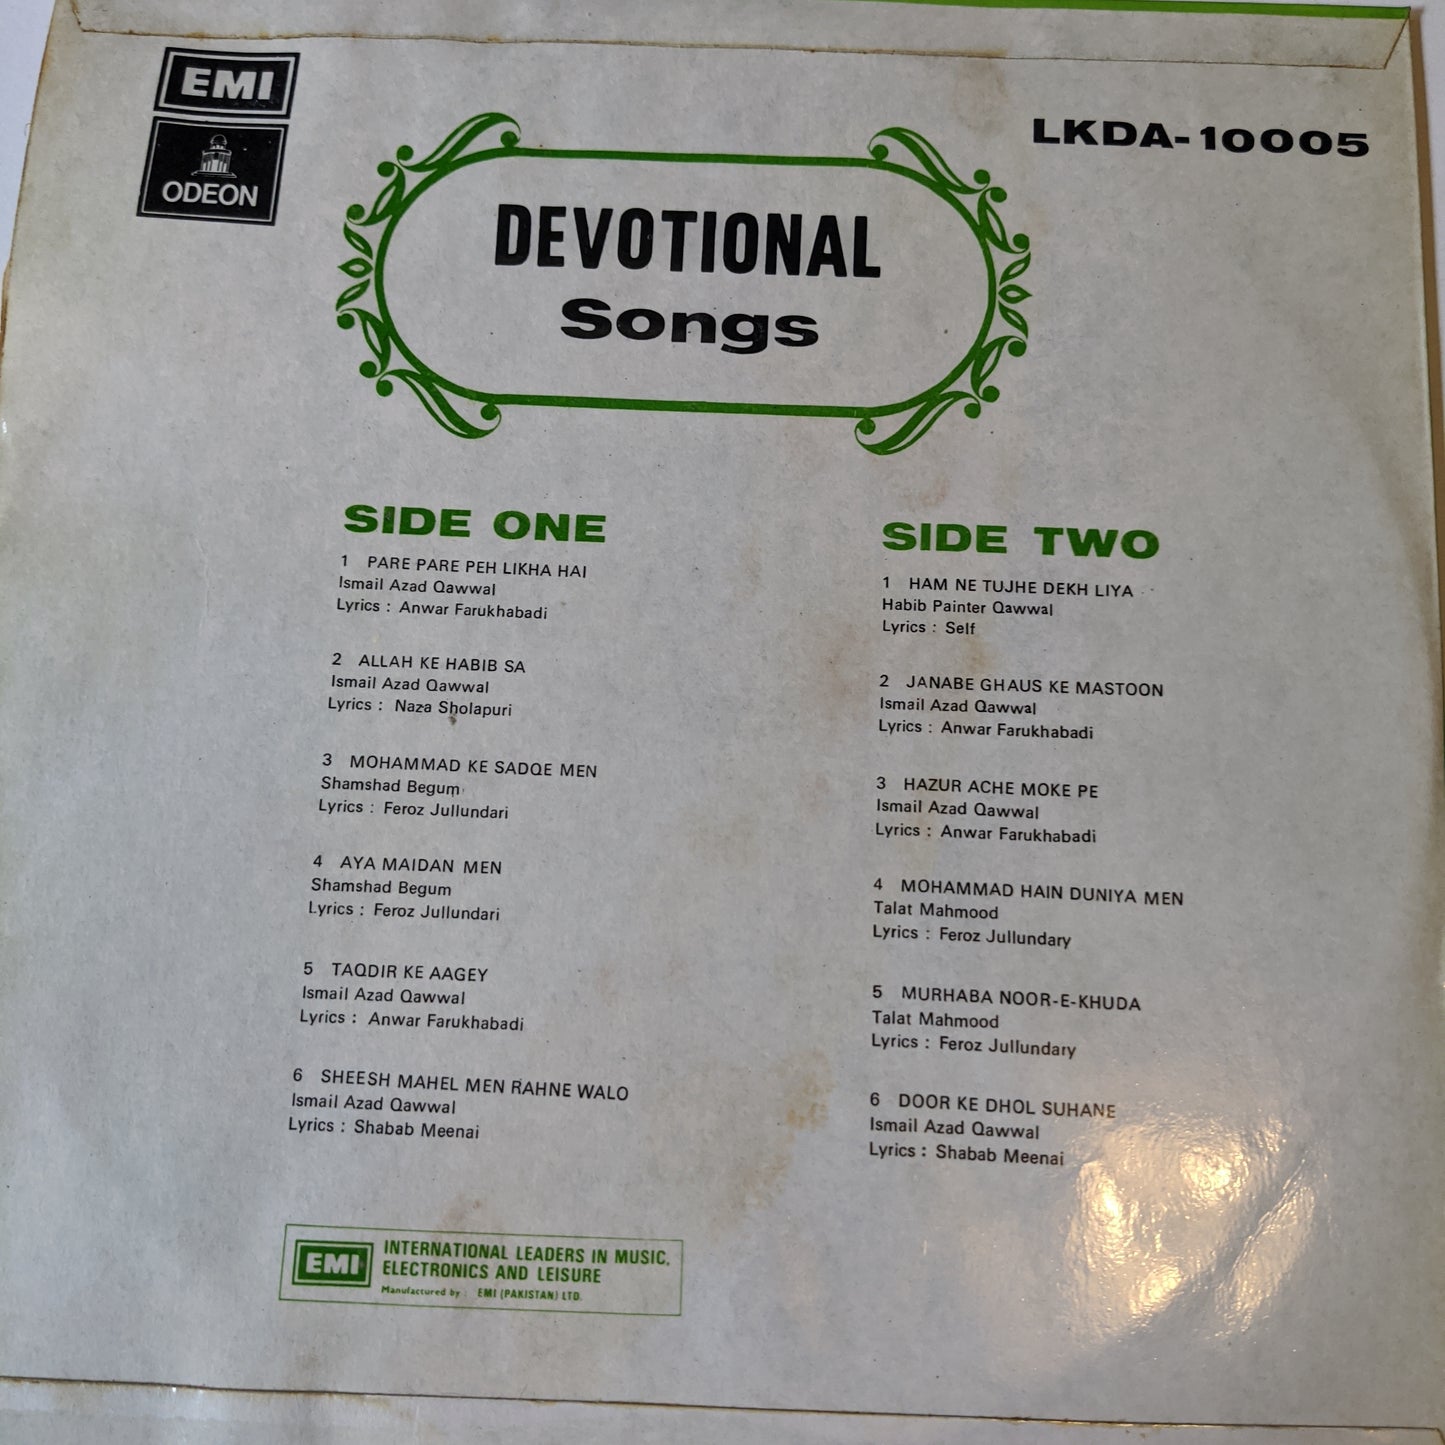 EMI
ODEON
LKDA-10005
DEVOTIONAL
Songs
SIDE ONE
1 PARE PARE PEH LIKHA HAI
Ismail Azad Qawwal
Lyrics : Anwar Farukhabadi
2 ALLAH KE HABIB SA
Ismail Azad Qawwal
Lyrics : Naza Sholapuri
3 MOHAMMAD KE SADQE MEN
Shamshad Begum
Lyrics : Feroz Jullundari
4 AYA MAIDAN MEN
Shamshad Begum
Lyrics : Feroz Jullundari
5 TAQDIR KE AAGEY
Ismail Azad Qawwal
Lyrics : Anwar Farukhabadi
6 SHEESH MAHEL MEN RAHNE WALO
Ismail Azad Qawwal
Lyrics : Shabab Meenai
SIDE TWO
1 HAM NE TUJHE DEKH LIYA
Habib Painter Qawwal
Lyrics : Self
2 JANABE GHAUS KE MASTOON
Ismail Azad Qawwal
Lyrics : Anwar Farukhabadi
3 HAZUR ACHE MOKE PE
Ismail Azad Qawwal
Lyrics : Anwar Farukhabadi
4 MOHAMMAD HAIN DUNIYA MEN
Talat Mahmood
Lyrics : Feroz Jullundary
5 MURHABA NOOR-E-KHUDA
Talat Mahmood
Lyrics : Feroz Jullundary
6 DOOR KE DHOL SUHANE
Ismail Azad Qawwal
Lyrics : Shabab Meenai
EMI
INTERNATIONAL LEADERS IN MUSIC,
ELECTRONICS AND LEISURE
Manufactured by : EMI (PAKISTAN) LTD.